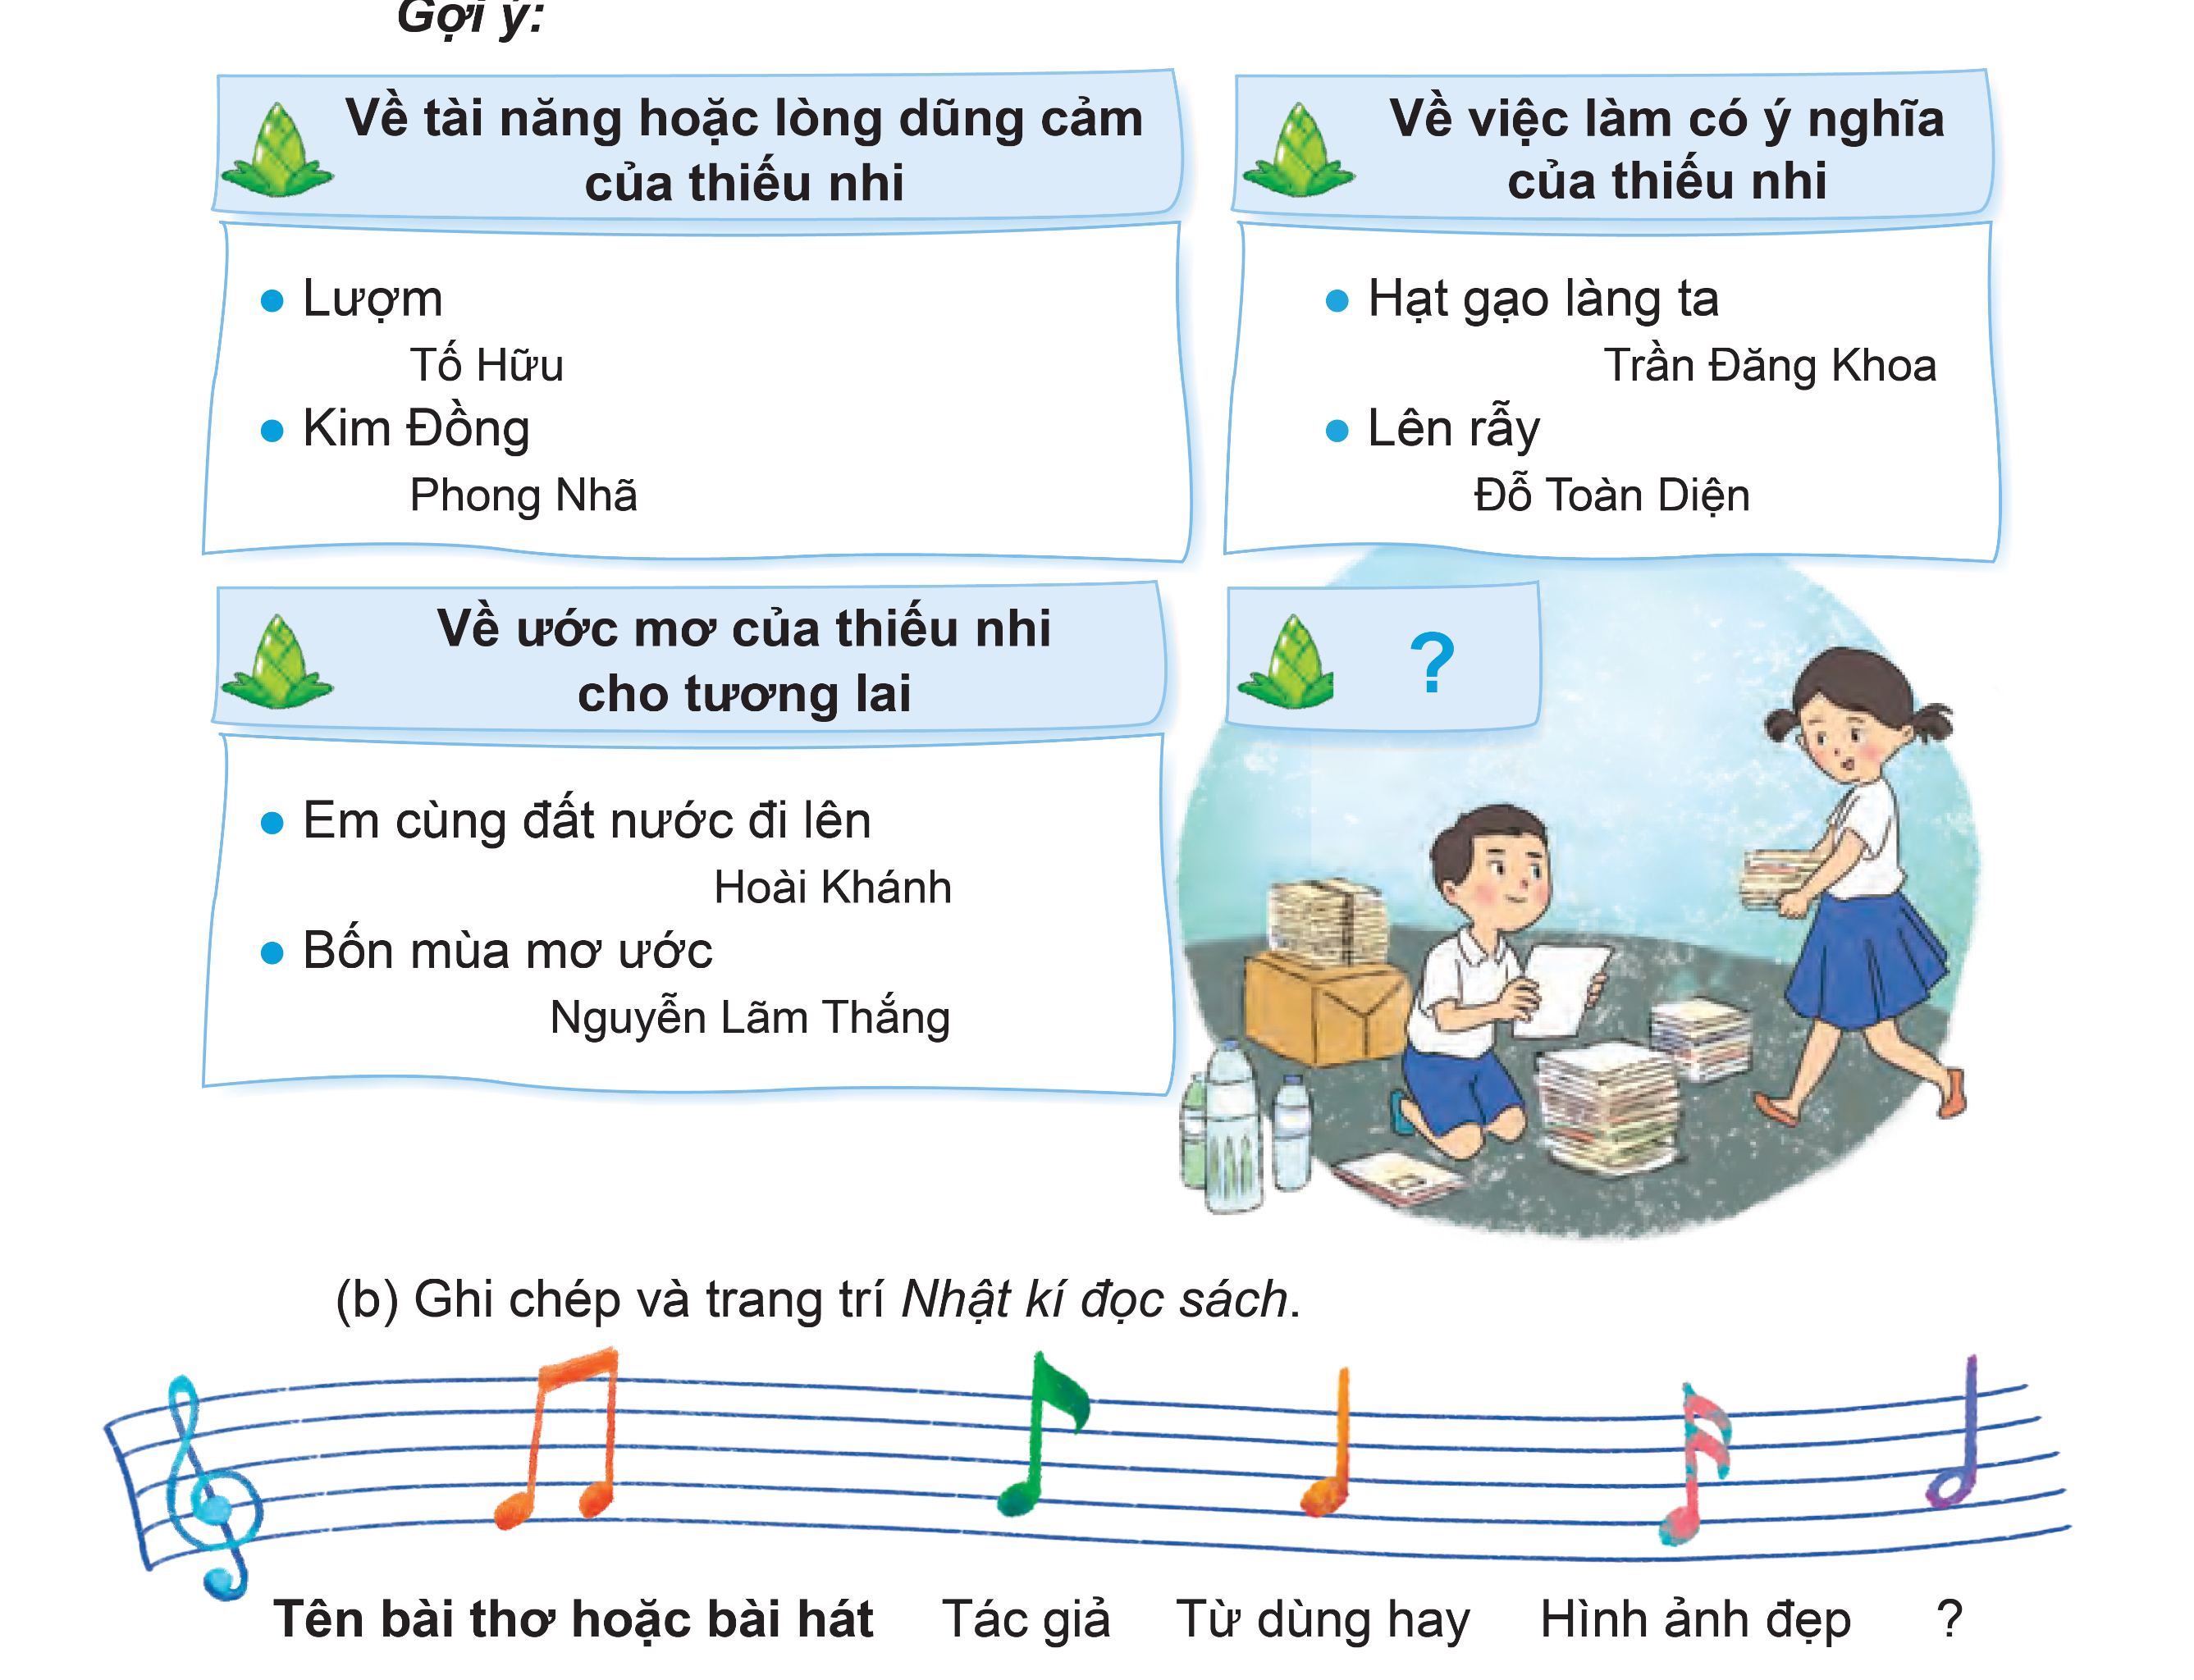 Gợi ý:
Về tài năng hoặc lòng dũng cảm
của thiếu nhi
● Lượm
Tố Hữu
● Kim Đồng
Phong Nhã
Về việc làm có ý nghĩa
của thiếu nhi
● Hạt gạo làng ta
Trần Đăng Khoa
● Lên rẫy
Đỗ Toàn Diện
Về ước mơ của thiếu nhi
cho tương lai
● Em cùng đất nước đi lên
Hoài Khánh
● Bốn mùa mơ ước
Nguyễn Lãm Thắng
?
(b) Ghi chép và trang trí Nhật kí đọc sách.
Tên bài thơ hoặc bài hát Tác giả Từ dùng hay Hình ảnh đẹp ?